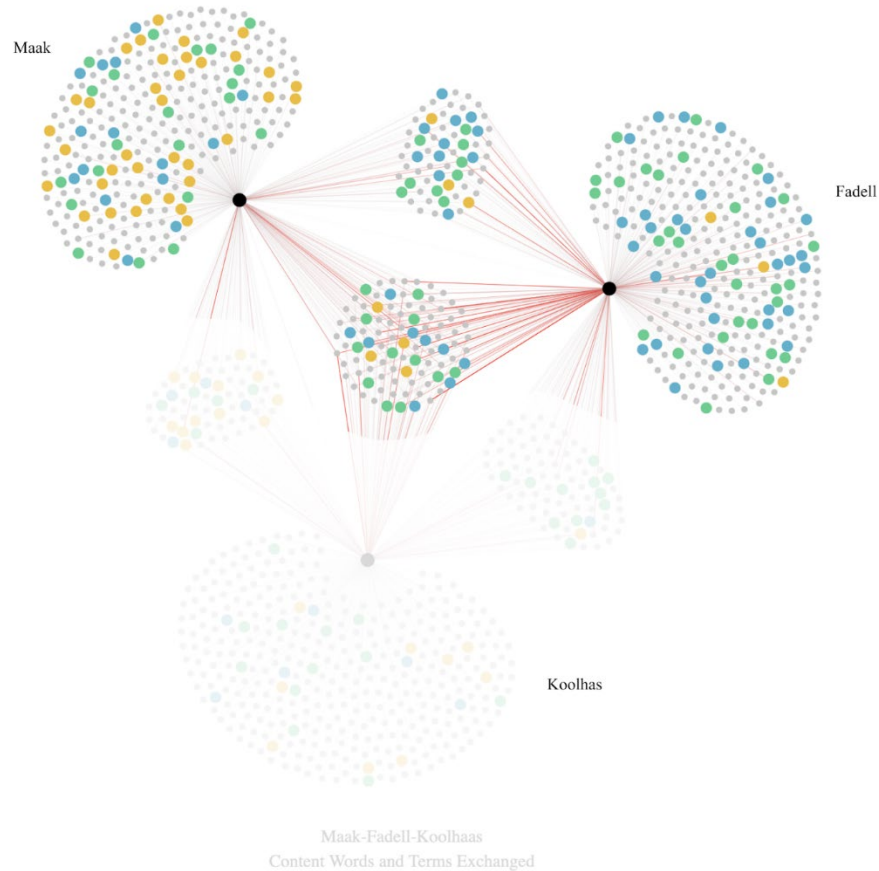 Maak
Fadell
Koolhas
Maak-Fadell-Koolhaas
Content Words and Terms Exchanged